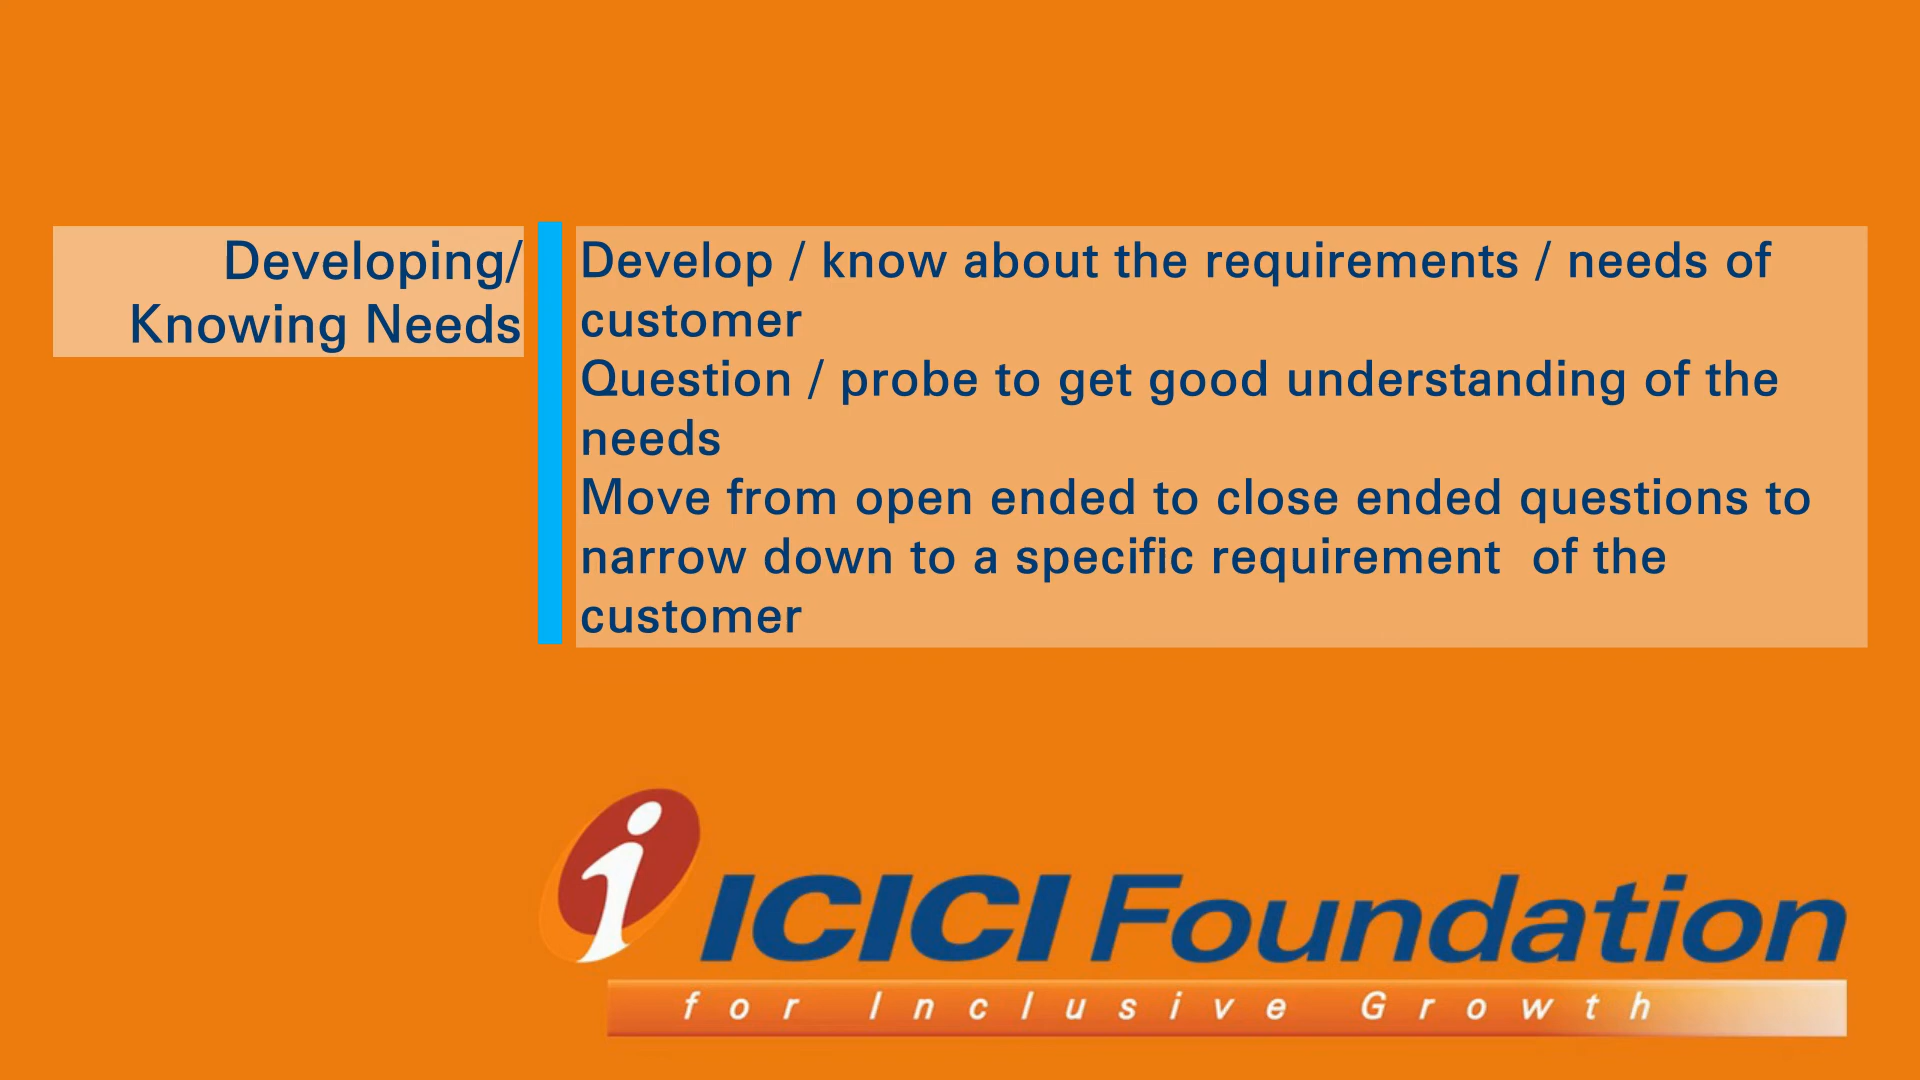 Developing/
Knowing Needs
Develop / know about the requirements / needs of
customer
Question / probe to get good understanding of the
needs
Move from open ended to close ended questions to
narrow down to a specific requirement  of the
customer
i ICICI Foundation
for Inclusive Growth